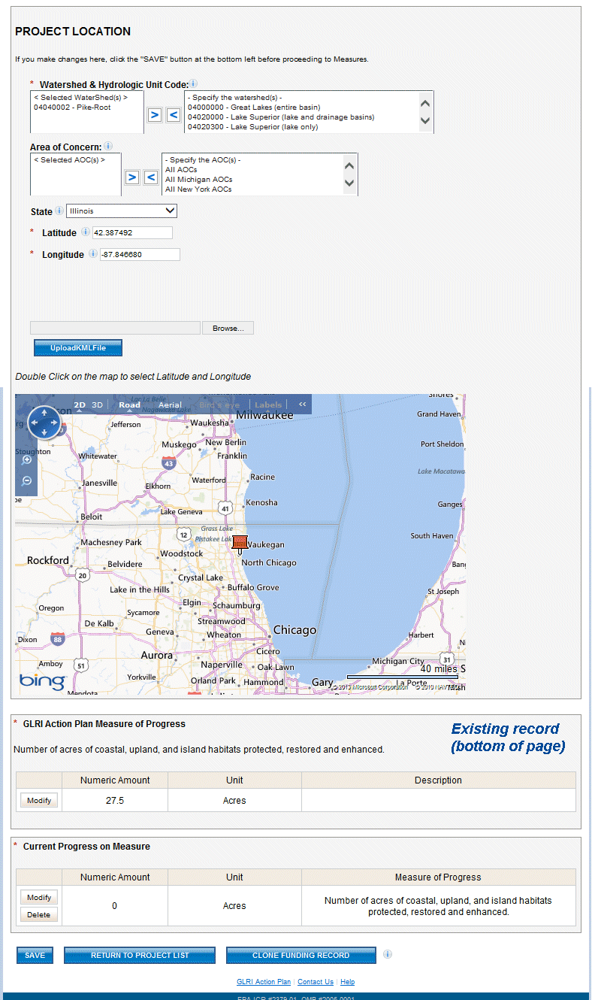 PROJECT LOCATION
If you make changes here, click the "SAVE" button at the bottom left before proceeding to Measures.
* Watershed & Hydrologic Unit Code:
< Selected WaterShed(s) >
04040002 - Pike-Root
> <
- Specify the watershed(s) -
04000000 - Great Lakes (entire basin)
04020000 - Lake Superior (lake and drainage basins)
04020300 - Lake Superior (lake only)
Area of Concern:
< Selected AOC(s) >
> <
- Specify the AOC(s) -
All AOCs
All Michigan AOCs
All New York AOCs
State Illinois
* Latitude 42.387492
* Longitude -87.846680
Browse...
UploadKMLFile
Double Click on the map to select Latitude and Longitude
2D 3D Road Aerial Bird's eye Labels <<
Milwaukee
Grand Haven
Jefferson
Waukesha
Muskego
New Berlin
Port Sheldon
Stoughton
Whitewater
Franklin
43
Lake Macatawa
Janesville
Elkhorn
Waterford
Racine
Kenosha
Ganges
Beloit
Lake Geneva
41
Grass Lake
12
Pistakee Lak
Waukegan
South Haven
Machesney Park
Woodstock
North Chicago
Rockford
Belvidere
20
Crystal Lake
Lake in the Hills
Buffalo Grove
St Joseph
Oregon
Sycamore
Elgin
Schaumburg
De Kalb
Streamwood
Geneva
Wheaton
Chicago
Dixon
88
Harbert
Cicero
Aurora
Amboy
51
Naperville
Oak Lawn
Michigan City
31
40 miles
bing
Yorkville
Orland Park
Hammond
Gary
La Porte
© 2013 Microsoft Corporation
Mendota
* GLRI Action Plan Measure of Progress
Existing record
(bottom of page)
Number of acres of coastal, upland, and island habitats protected, restored and enhanced.
Numeric Amount Unit Description
Modify 27.5 Acres
* Current Progress on Measure
Numeric Amount Unit Measure of Progress
Modify
Delete
0 Acres
Number of acres of coastal, upland, and island habitats
protected, restored and enhanced.
SAVE RETURN TO PROJECT LIST CLONE FUNDING RECORD
GLRI Action Plan | Contact Us | Help